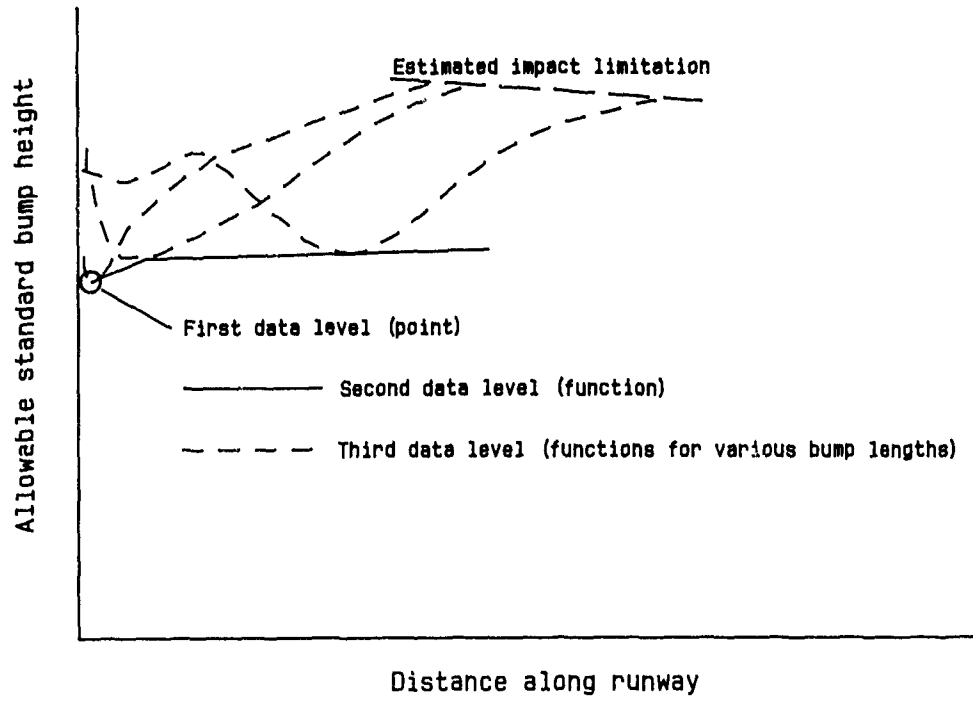 Allowable standard bump height
Estimated impact limitation
First data level (point)
Second data level (function)
Third data level (functions for various bump lengths)
Distance along runway